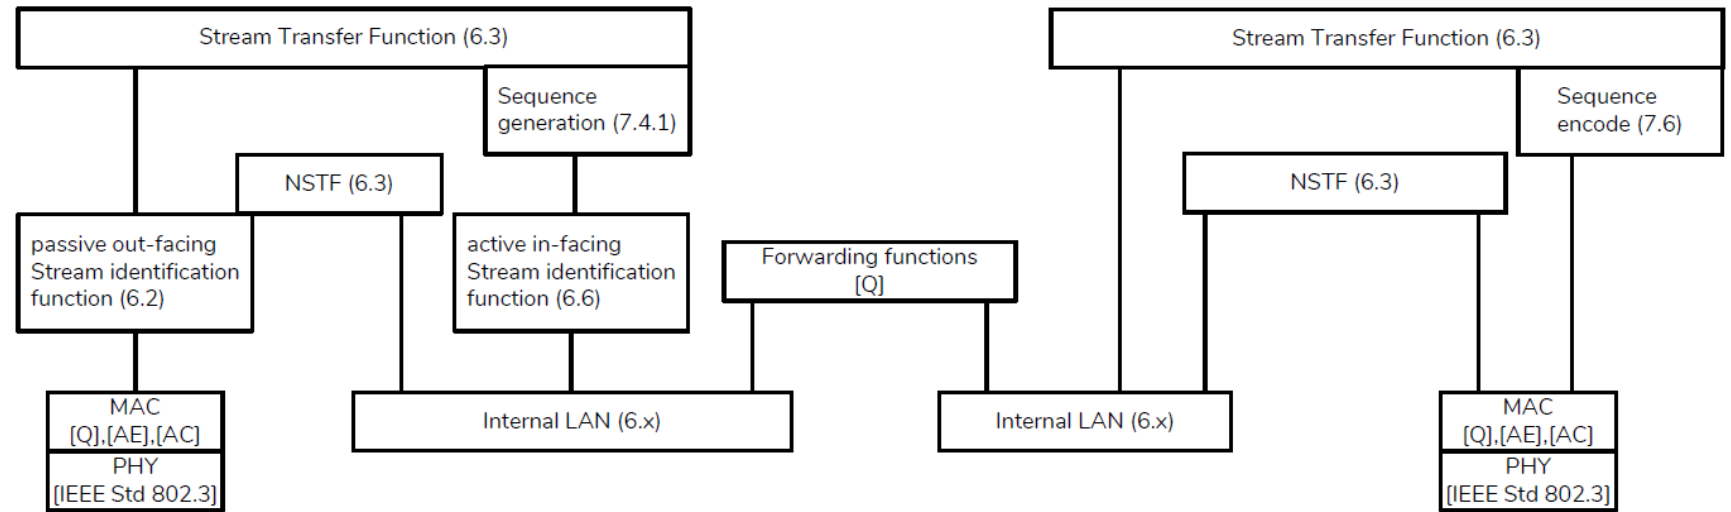 Stream Transfer Function (6.3)
Sequence
generation (7.4.1)
NSTF (6.3)
passive out-facing
Stream identification
function (6.2)
active in-facing
Stream identification
function (6.6)
MAC
[Q],[AE],[AC]
PHY
[IEEE Std 802.3]
Internal LAN (6.x)
Forwarding functions
[Q]
Stream Transfer Function (6.3)
Sequence
encode (7.6)
NSTF (6.3)
Internal LAN (6.x)
MAC
[Q],[AE],[AC]
PHY
[IEEE Std 802.3]